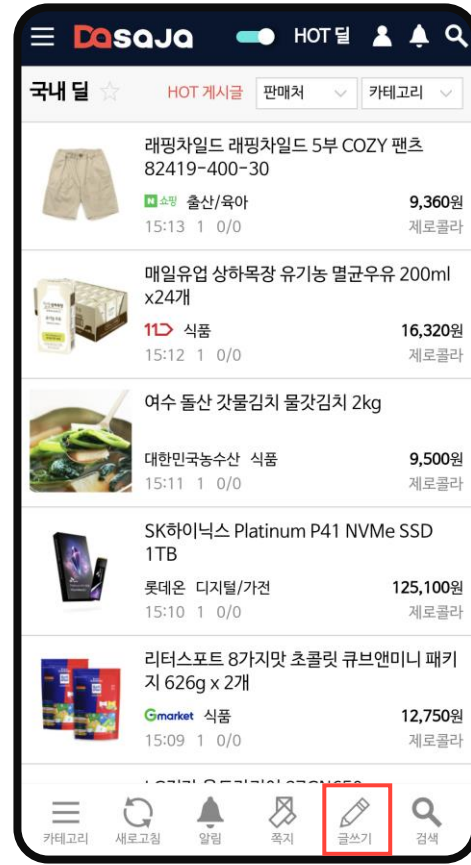 Dasaja HOT 딜
국내 딜 HOT 게시글 판매처 카테고리
래핑차일드 래핑차일드 5부 COZY 팬츠
82419-400-30
N 쇼핑 출산/육아 9,360원
15:13 1 0/0 제로콜라
매일유업 상하목장 유기농 멸균우유 200ml
x24개
11 식품 16,320원
15:12 1 0/0 제로콜라
여수 돌산 갓물김치 물갓김치 2kg
대한민국농수산 식품 9,500원
15:11 1 0/0 제로콜라
SK하이닉스 Platinum P41 NVMe SSD
1TB
롯데온 디지털/가전 125,100원
15:10 1 0/0 제로콜라
리터스포트 8가지맛 초콜릿 큐브앤미니 패키
지 626g x 2개
Gmarket 식품 12,750원
15:09 1 0/0 제로콜라
카테고리 새로고침 알림 쪽지 글쓰기 검색